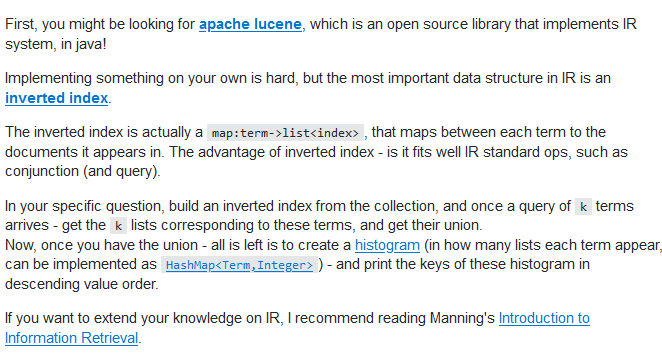 First, you might be looking for apache lucene, which is an open source library that implements IR
system, in java!
Implementing something on your own is hard, but the most important data structure in IR is an
inverted index.
The inverted index is actually a map:term->list<index>, that maps between each term to the
documents it appears in. The advantage of inverted index - is it fits well IR standard ops, such as
conjunction (and query).
In your specific question, build an inverted index from the collection, and once a query of k terms
arrives - get the k lists corresponding to these terms, and get their union.
Now, once you have the union - all is left is to create a histogram (in how many lists each term appear,
can be implemented as HashMap<Term,Integer>) - and print the keys of these histogram in
descending value order.
If you want to extend your knowledge on IR, I recommend reading Manning's Introduction to
Information Retrieval.